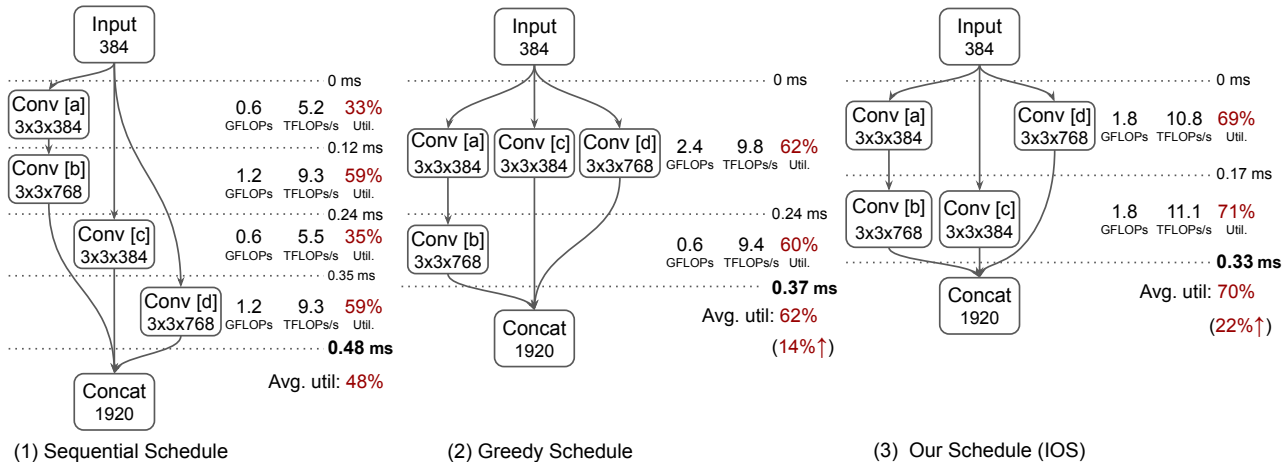 Input
384
0 ms
Conv [a]
3x3x384
0.6 5.2 33%
GFLOPs TFLOPs/s Util.
0.12 ms
Conv [b]
3x3x768
1.2 9.3 59%
GFLOPs TFLOPs/s Util.
0.24 ms
Conv [c]
3x3x384
0.6 5.5 35%
GFLOPs TFLOPs/s Util.
0.35 ms
Conv [d]
3x3x768
1.2 9.3 59%
GFLOPs TFLOPs/s Util.
0.48 ms
Concat
1920
Avg. util: 48%
(1) Sequential Schedule
Input
384
0 ms
Conv [a]
3x3x384
Conv [c]
3x3x384
Conv [d]
3x3x768
2.4 9.8 62%
GFLOPs TFLOPs/s Util.
0.24 ms
Conv [b]
3x3x768
0.6 9.4 60%
GFLOPs TFLOPs/s Util.
0.37 ms
Concat
1920
Avg. util: 62%
(14%↑)
(2) Greedy Schedule
Input
384
0 ms
Conv [a]
3x3x384
Conv [d]
3x3x768
1.8 10.8 69%
GFLOPs TFLOPs/s Util.
0.17 ms
Conv [b]
3x3x768
Conv [c]
3x3x384
1.8 11.1 71%
GFLOPs TFLOPs/s Util.
0.33 ms
Concat
1920
Avg. util: 70%
(22%↑)
(3) Our Schedule (IOS)